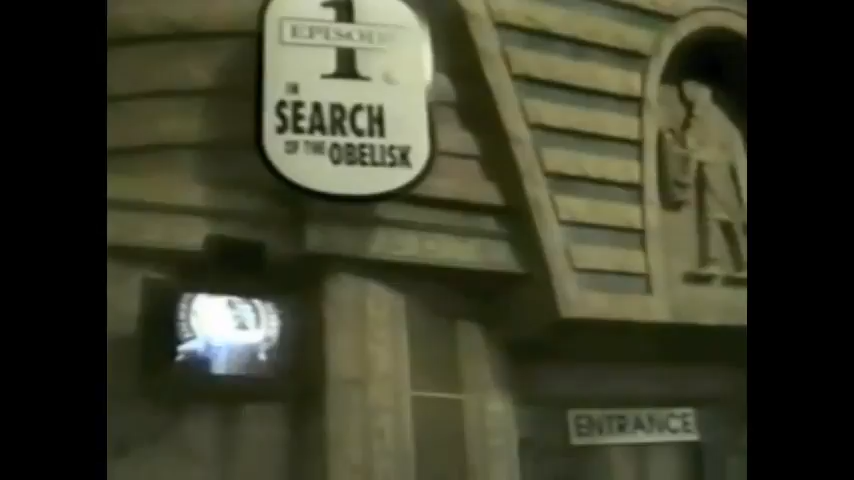 1
EPISODE
IN
SEARCH
OF THE OBELISK
ENTRANCE